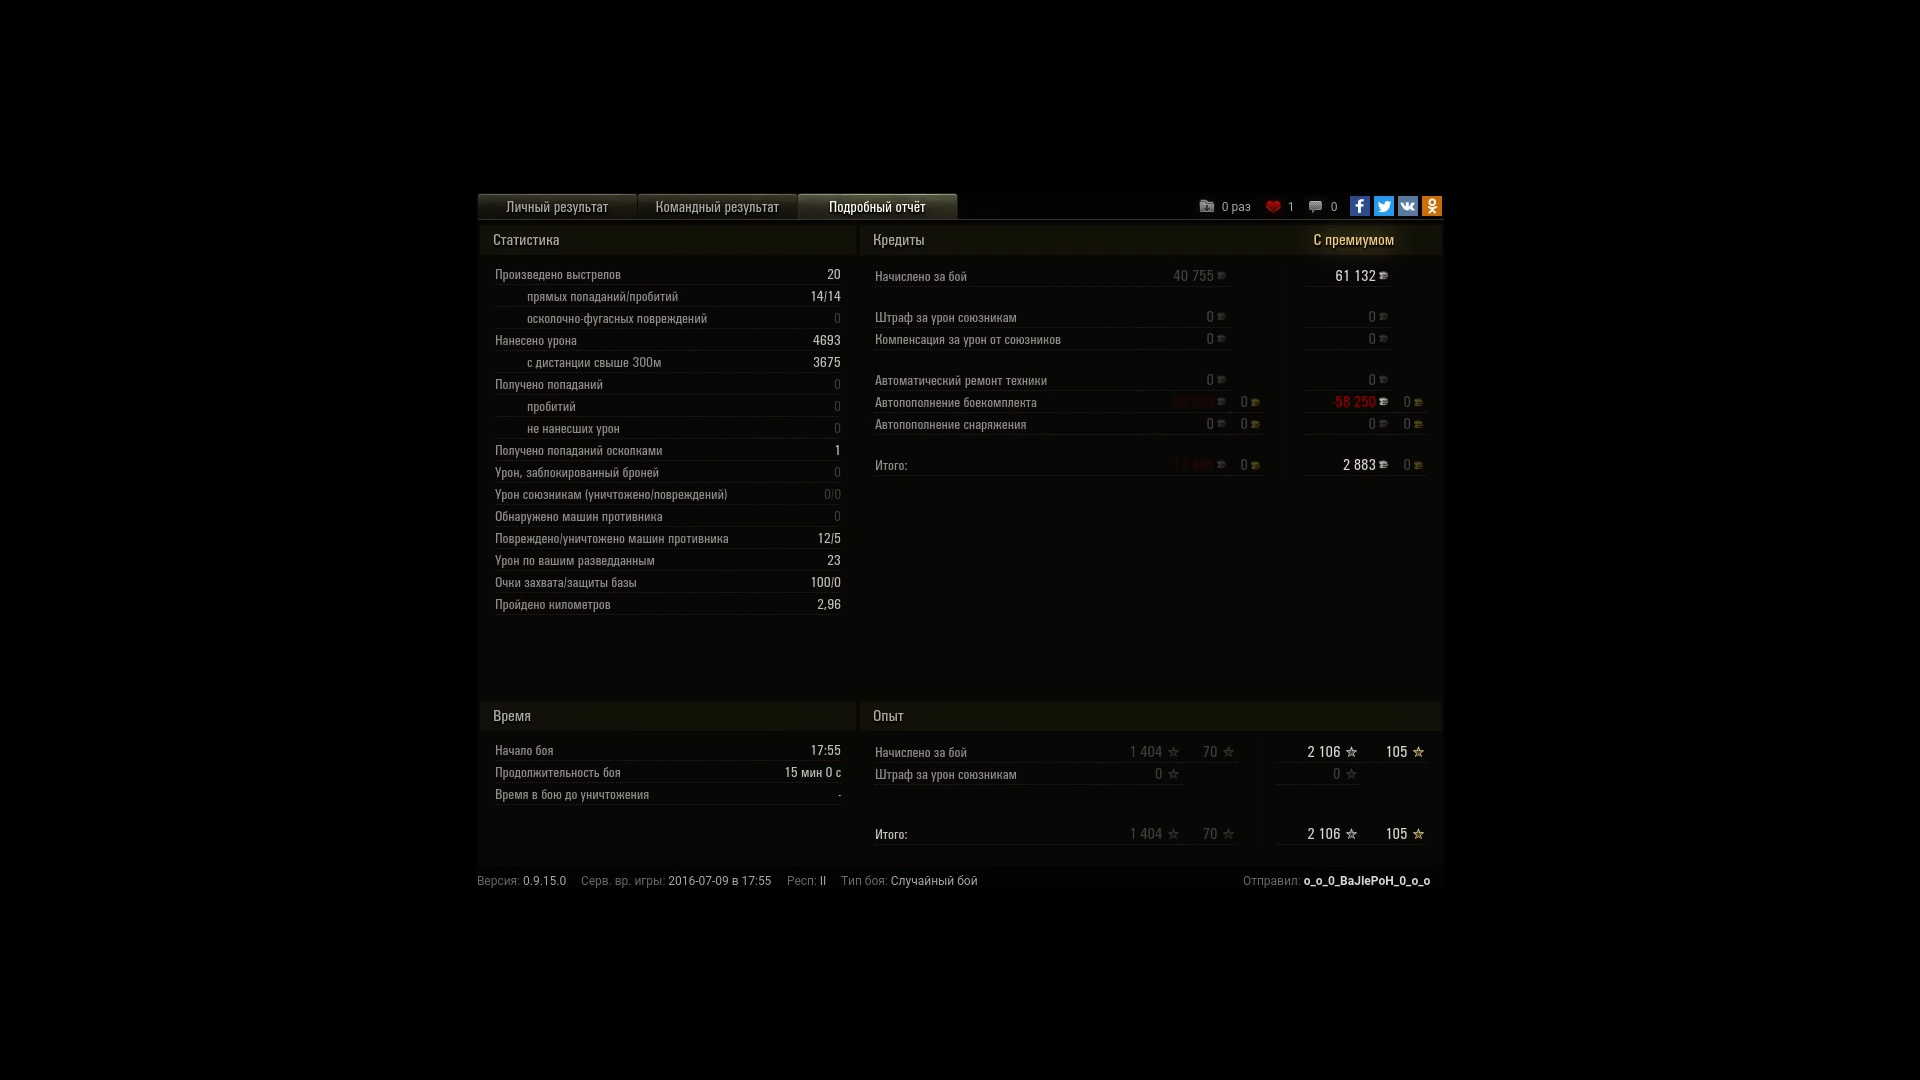 Личный результат Командный результат Подробный отчёт 0 раз 1 0
Статистика
Произведено выстрелов 20
прямых попаданий/пробитий 14/14
осколочно-фугасных повреждений 0
Нанесено урона 4693
с дистанции свыше 300м 3675
Получено попаданий 0
пробитий 0
не нанесших урон 0
Получено попаданий осколками 1
Урон, заблокированный броней 0
Урон союзникам (уничтожено/повреждений) 0/0
Обнаружено машин противника 0
Повреждено/уничтожено машин противника 12/5
Урон по вашим разведданным 23
Очки захвата/защиты базы 100/0
Пройдено километров 2,96
Кредиты С премиумом
Начислено за бой 40 755 61 132
Штраф за урон союзникам 0 0
Компенсация за урон от союзников 0 0
Автоматический ремонт техники 0 0
Автопополнение боекомплекта 0 -58 250 0
Автопополнение снаряжения 0 0 0 0
Итого: 0 2 883 0
Время
Начало боя 17:55
Продолжительность боя 15 мин 0 с
Время в бою до уничтожения -
Опыт
Начислено за бой 1 404 70 2 106 105
Штраф за урон союзникам 0 0
Итого: 1 404 70 2 106 105
Версия: 0.9.15.0 Серв. вр. игры: 2016-07-09 в 17:55 Респ: II Тип боя: Случайный бой Отправил: o_o_0_BaJIePoH_0_o_o